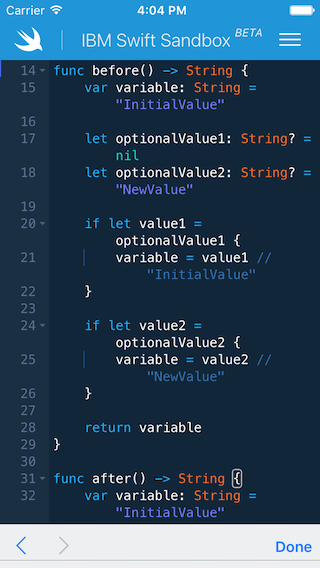 Carrier 4:04 PM
IBM Swift Sandbox BETA
14 func before() -> String {
15 var variable: String =
"InitialValue"
16
17 let optionalValue1: String? =
nil
18 let optionalValue2: String? =
"NewValue"
19
20 if let value1 =
optionalValue1 {
21 variable = value1 //
"InitialValue"
22 }
23
24 if let value2 =
optionalValue2 {
25 variable = value2 //
"NewValue"
26 }
27
28 return variable
29 }
30
31 func after() -> String {
32 var variable: String =
"InitialValue"
Done